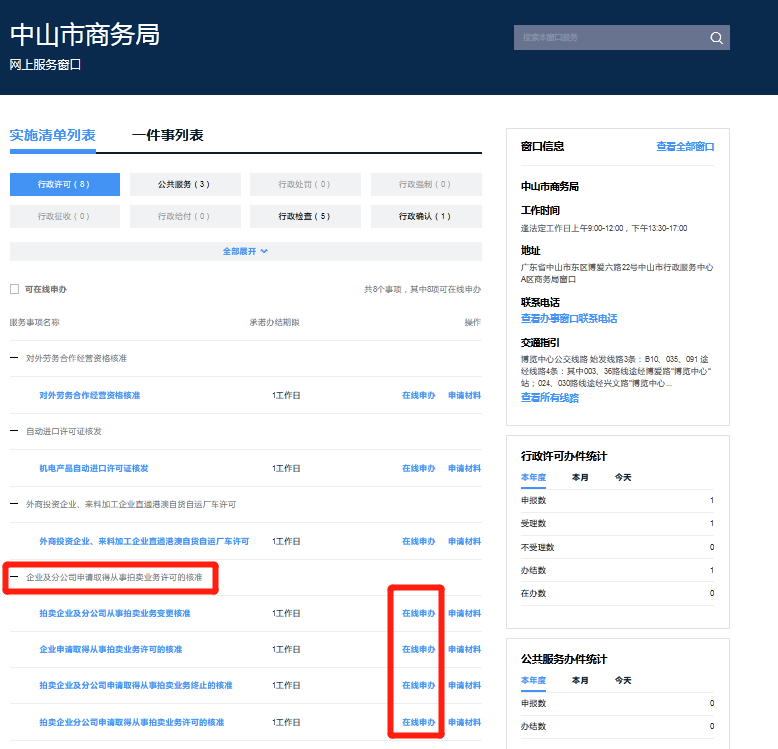 中山市商务局
网上服务窗口
搜索本窗口服务
实施清单列表 一件事列表
行政许可（8） 公共服务（3） 行政处罚（0） 行政强制（0）
行政征收（0） 行政给付（0） 行政检查（5） 行政确认（1）
全部展开
可在线申办 共8个事项，其中8项可在线申办
服务事项名称 承诺办结期限 操作
对外劳务合作经营资格核准
对外劳务合作经营资格核准 1工作日 在线申办 申请材料
自动进口许可证核发
机电产品自动进口许可证核发 1工作日 在线申办 申请材料
外商投资企业、来料加工企业直通港澳自货自运厂车许可
外商投资企业、来料加工企业直通港澳自货自运厂车许可 1工作日 在线申办 申请材料
企业及分公司申请取得从事拍卖业务许可的核准
拍卖企业及分公司从事拍卖业务变更核准 1工作日 在线申办 申请材料
企业申请取得从事拍卖业务许可的核准 1工作日 在线申办 申请材料
拍卖企业及分公司申请取得从事拍卖业务终止的核准 1工作日 在线申办 申请材料
拍卖企业分公司申请取得从事拍卖业务许可的核准 1工作日 在线申办 申请材料
窗口信息 查看全部窗口
中山市商务局
工作时间
逢法定工作日上午9:00-12:00，下午13:30-17:00
地址
广东省中山市东区博爱六路22号中山市行政服务中心
A区商务局窗口
联系电话
查看办事窗口联系电话
交通指引
博览中心公交线路 始发线路3条：B10、035、091 途
经线路4条：其中003、36路线途经博爱路"博览中心"
站；024、030路线途经兴文路"博览中心...
查看所有线路
行政许可办件统计
本年度 本月 今天
申报数 1
受理数 1
不受理数 0
办结数 1
在办数 0
公共服务办件统计
本年度 本月 今天
申报数 0
办结数 0